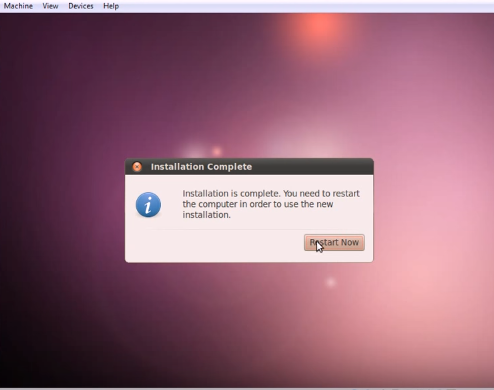 Machine View Devices Help
Installation Complete
Installation is complete. You need to restart
the computer in order to use the new
installation.
Restart Now